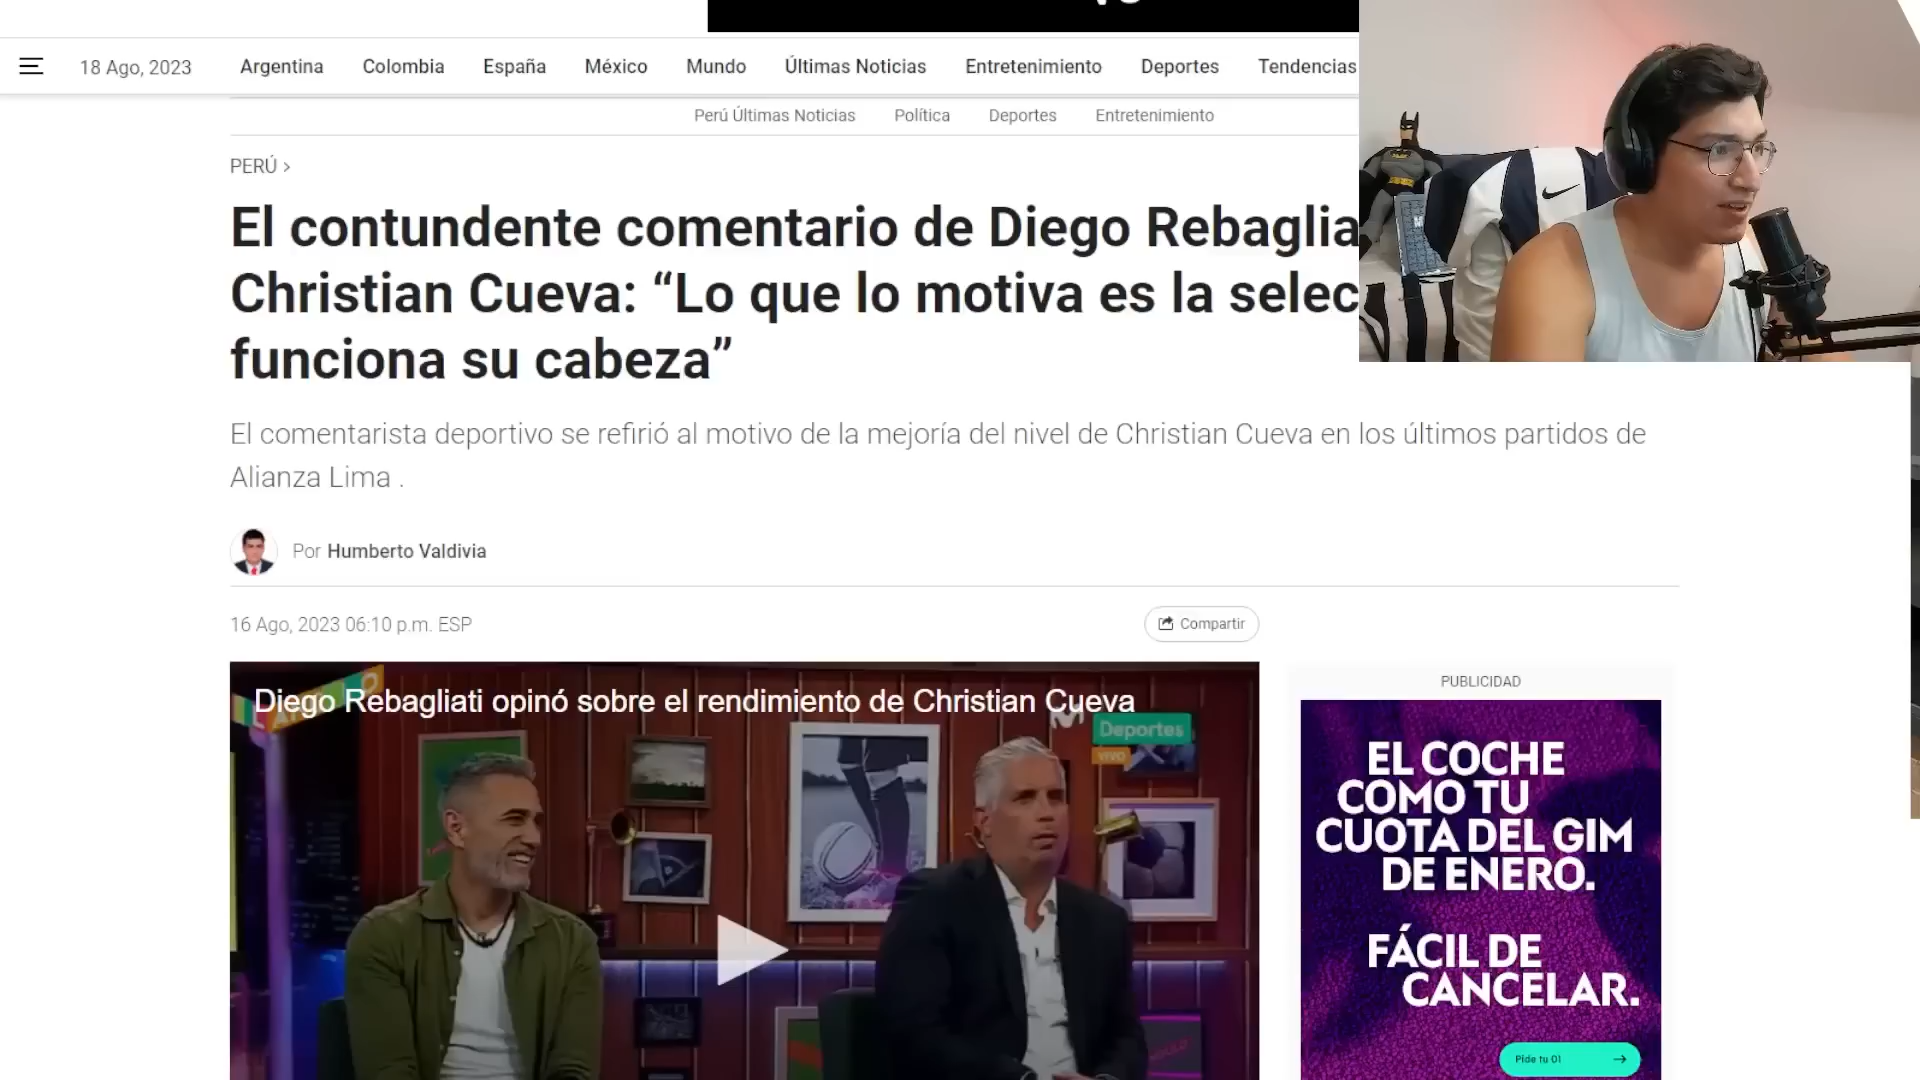 18 Ago, 2023
Argentina
Colombia
España
México
Mundo
Últimas Noticias
Entretenimiento
Deportes
Tendencias
Perú Últimas Noticias
Política
Deportes
Entretenimiento
PERÚ >
El contundente comentario de Diego Rebaglia
Christian Cueva: “Lo que lo motiva es la selec
funciona su cabeza”
El comentarista deportivo se refirió al motivo de la mejoría del nivel de Christian Cueva en los últimos partidos de
Alianza Lima .
Por Humberto Valdivia
16 Ago, 2023 06:10 p.m. ESP
Compartir
Diego Rebagliati opinó sobre el rendimiento de Christian Cueva
Deportes
VIVO
PUBLICIDAD
EL COCHE
COMO TU
CUOTA DEL GIM
DE ENERO.
FÁCIL DE
CANCELAR.
Pide tu 01